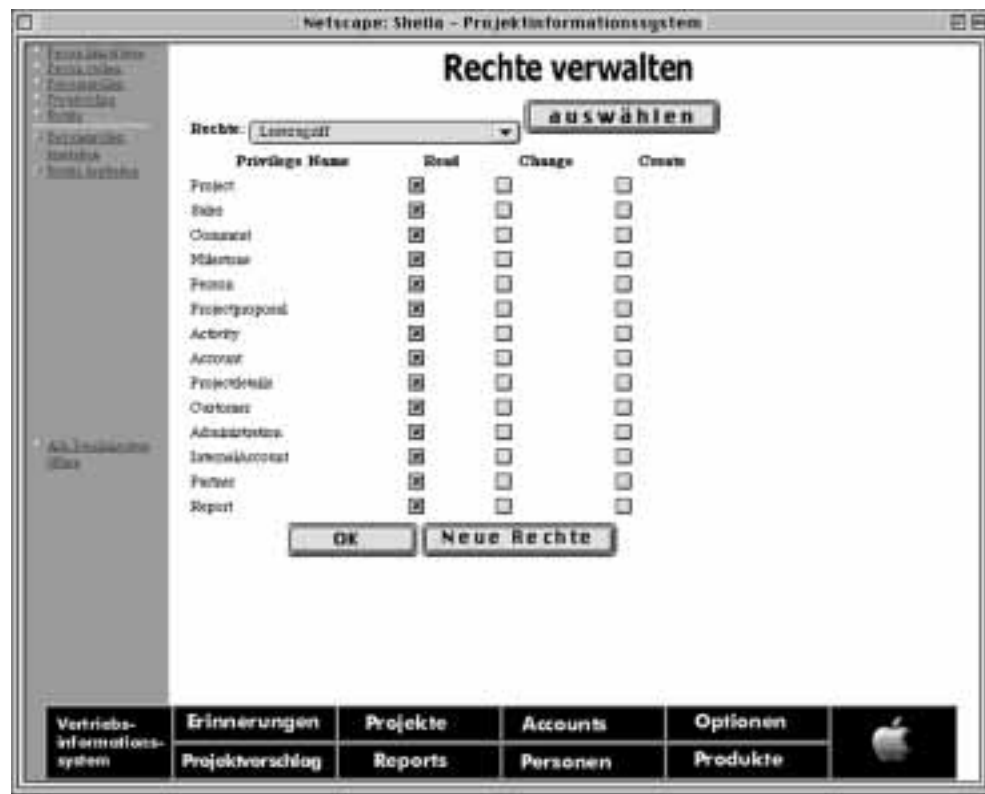 Netscape: Sheila - Projektinformationssystem
Rechte verwalten
Rechte: Lesezugriff auswählen
Privilege Name Read Change Create
Project
Sales
Comment
Milestone
Person
Projectproposal
Activity
Account
Projectdetails
Customer
Administration
InternalAccount
Partner
Report
OK Neue Rechte
Vertriebs-
informations-
system
Erinnerungen Projekte Accounts Optionen
Projektvorschlag Reports Personen Produkte